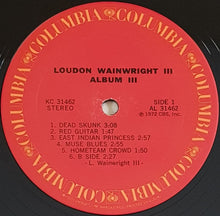 COLUMBIA COLUMBIA COLUMBIA COLUMBIA COLUMBIA COLUMBIA
LOUDON WAINWRIGHT III
ALBUM III
KC 31462
STEREO
SIDE 1
AL 31462
℗ 1972 CBS, Inc.
1. DEAD SKUNK 3:08
2. RED GUITAR 1:47
3. EAST INDIAN PRINCESS 2:57
4. MUSE BLUES 2:55
5. HOMETEAM CROWD 1:50
6. B SIDE 2:27
-L. Wainwright III-